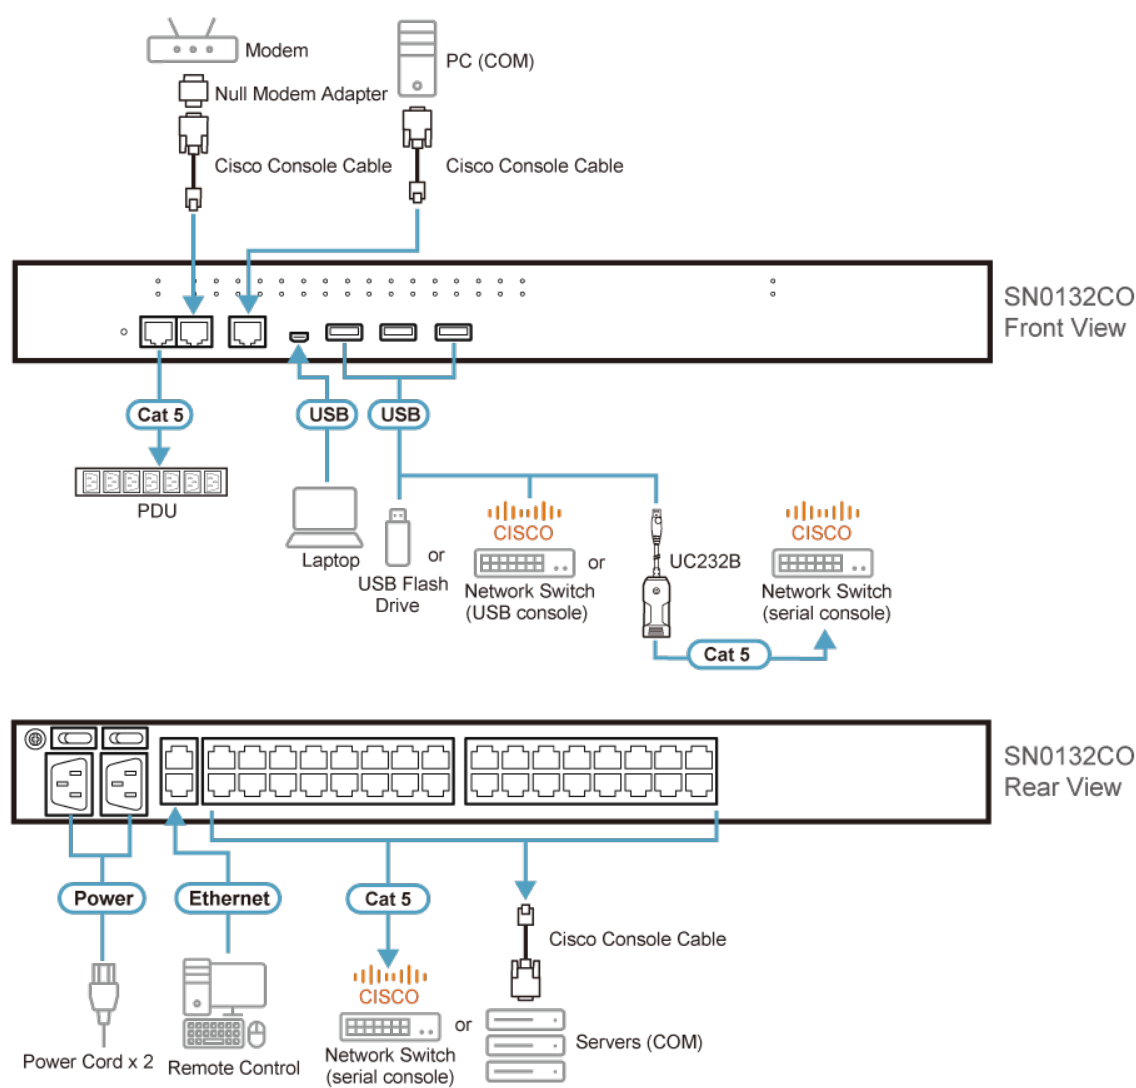 Modem
PC (COM)
Null Modem Adapter
Cisco Console Cable
Cisco Console Cable
SN0132CO
Front View
Cat 5
USB
USB
PDU
CISCO
CISCO
Laptop
or
or
UC232B
USB Flash
Drive
Network Switch
(USB console)
Network Switch
(serial console)
Cat 5
SN0132CO
Rear View
Power
Ethernet
Cat 5
Cisco Console Cable
CISCO
or
Servers (COM)
Power Cord x 2
Remote Control
Network Switch
(serial console)